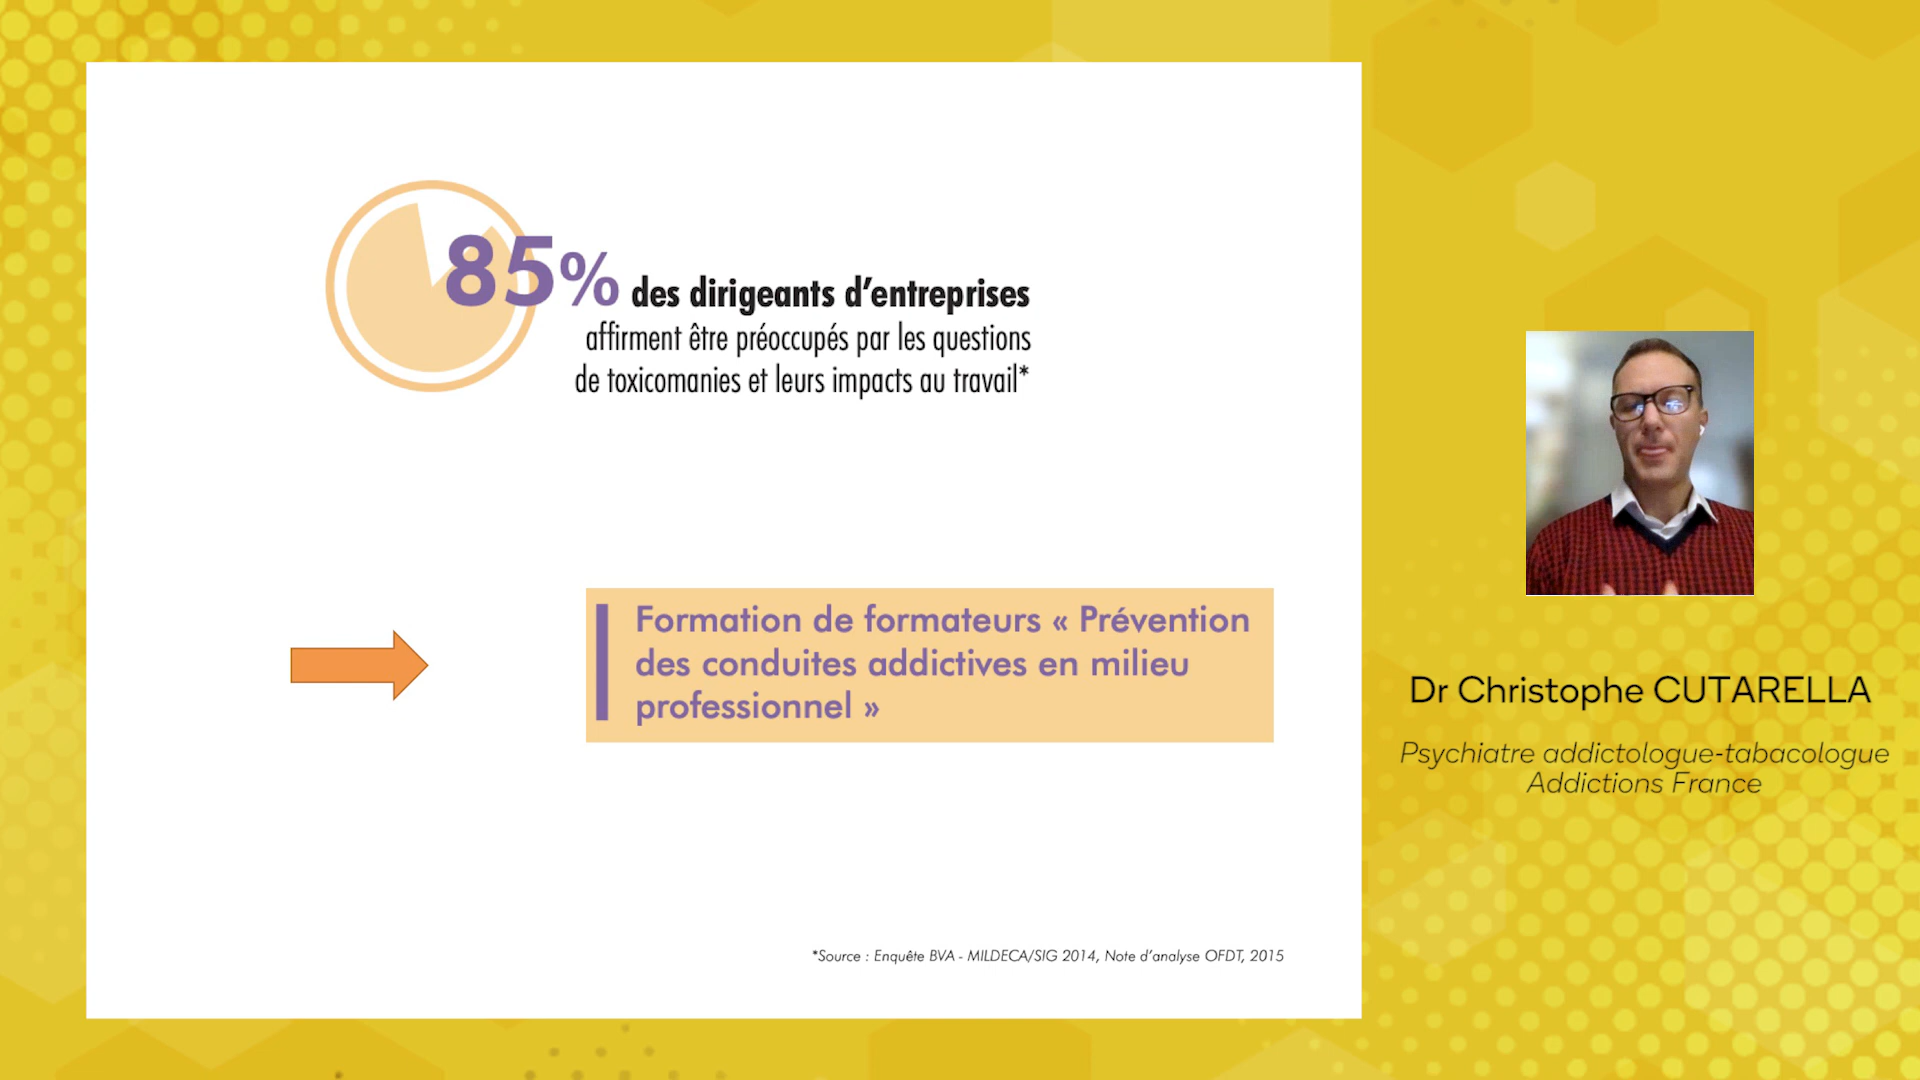 85% des dirigeants d’entreprises
affirment être préoccupés par les questions
de toxicomanies et leurs impacts au travail*
Formation de formateurs « Prévention
des conduites addictives en milieu
professionnel »
*Source : Enquête BVA - MILDECA/SIG 2014, Note d’analyse OFDT, 2015
Dr Christophe CUTARELLA
Psychiatre addictologue-tabacologue
Addictions France